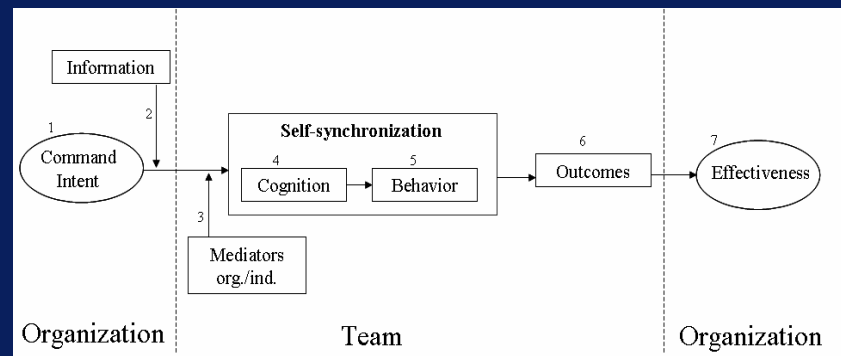 Information
1
2
Command
Intent
Self-synchronization
4
Cognition
5
Behavior
3
Mediators
org./ind.
6
Outcomes
7
Effectiveness
Organization
Team
Organization